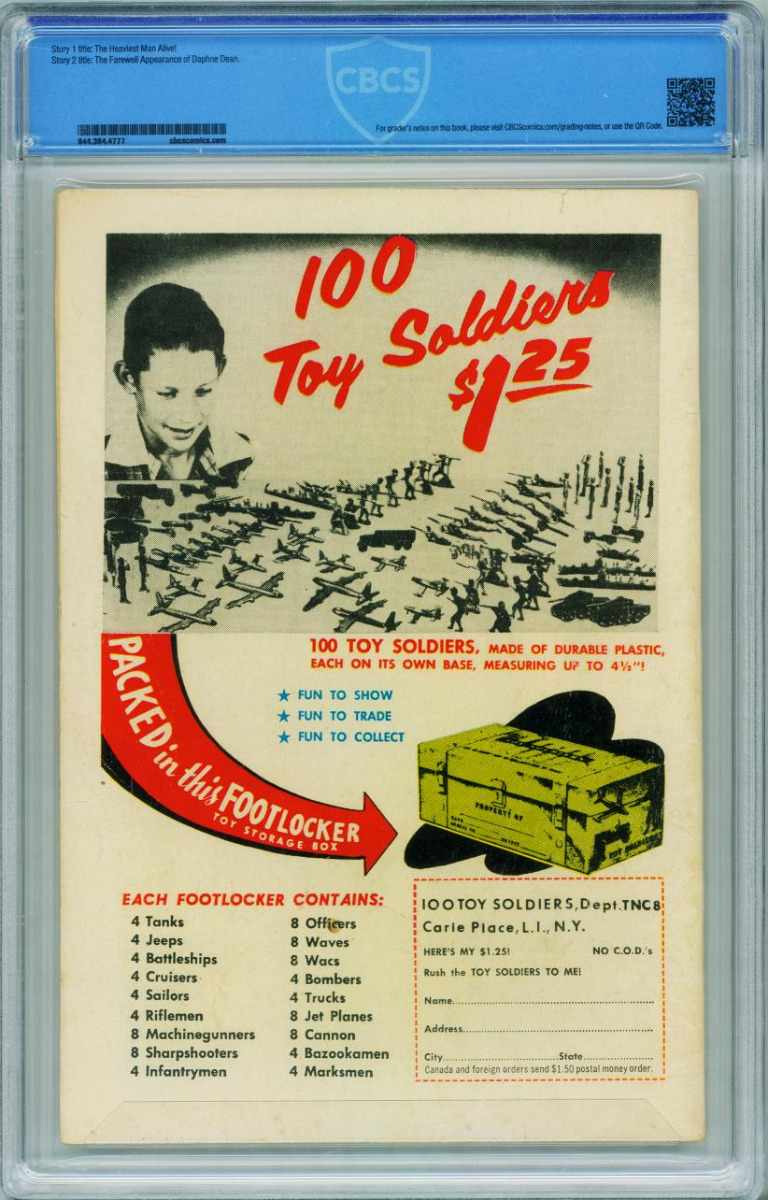 Story 1 title: The Heaviest Man Alive!
Story 2 title: The Farewell Appearance of Daphne Dean.
CBCS
844.384.4777 cbcscomics.com
For grader's notes on this book, please visit CBCScomics.com/grading-notes, or use the QR Code.
100
Toy Soldiers
$1.25
100 TOY SOLDIERS, MADE OF DURABLE PLASTIC,
EACH ON ITS OWN BASE, MEASURING UP TO 4½"!
★ FUN TO SHOW
★ FUN TO TRADE
★ FUN TO COLLECT
PACKED in this FOOTLOCKER
TOY STORAGE BOX
PROPERTY OF
EACH FOOTLOCKER CONTAINS:
4 Tanks
4 Jeeps
4 Battleships
4 Cruisers
4 Sailors
4 Riflemen
8 Machinegunners
8 Sharpshooters
4 Infantrymen
8 Officers
8 Waves
8 Wacs
4 Bombers
4 Trucks
8 Jet Planes
8 Cannon
4 Bazookamen
4 Marksmen
100 TOY SOLDIERS, Dept. TNC8
Carle Place, L.I., N.Y.
HERE'S MY $1.25! NO C.O.D.'s
Rush the TOY SOLDIERS TO ME!
Name
Address
City State
Canada and foreign orders send $1.50 postal money order.